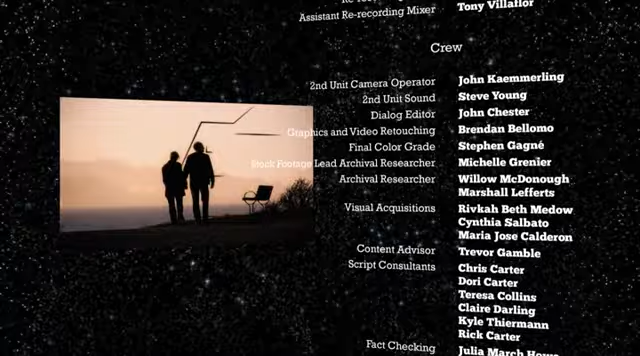 Assistant Re-recording Mixer Tony Villaflor
Crew
2nd Unit Camera Operator John Kaemmerling
2nd Unit Sound Steve Young
Dialog Editor John Chester
Graphics and Video Retouching Brendan Bellomo
Final Color Grade Stephen Gagné
Stock Footage Lead Archival Researcher Michelle Grenier
Archival Researcher Willow McDonough
Marshall Lefferts
Visual Acquisitions Rivkah Beth Medow
Cynthia Salbato
Maria Jose Calderon
Content Advisor Trevor Gamble
Script Consultants Chris Carter
Dori Carter
Teresa Collins
Claire Darling
Kyle Thiermann
Rick Carter
Fact Checking Julia March